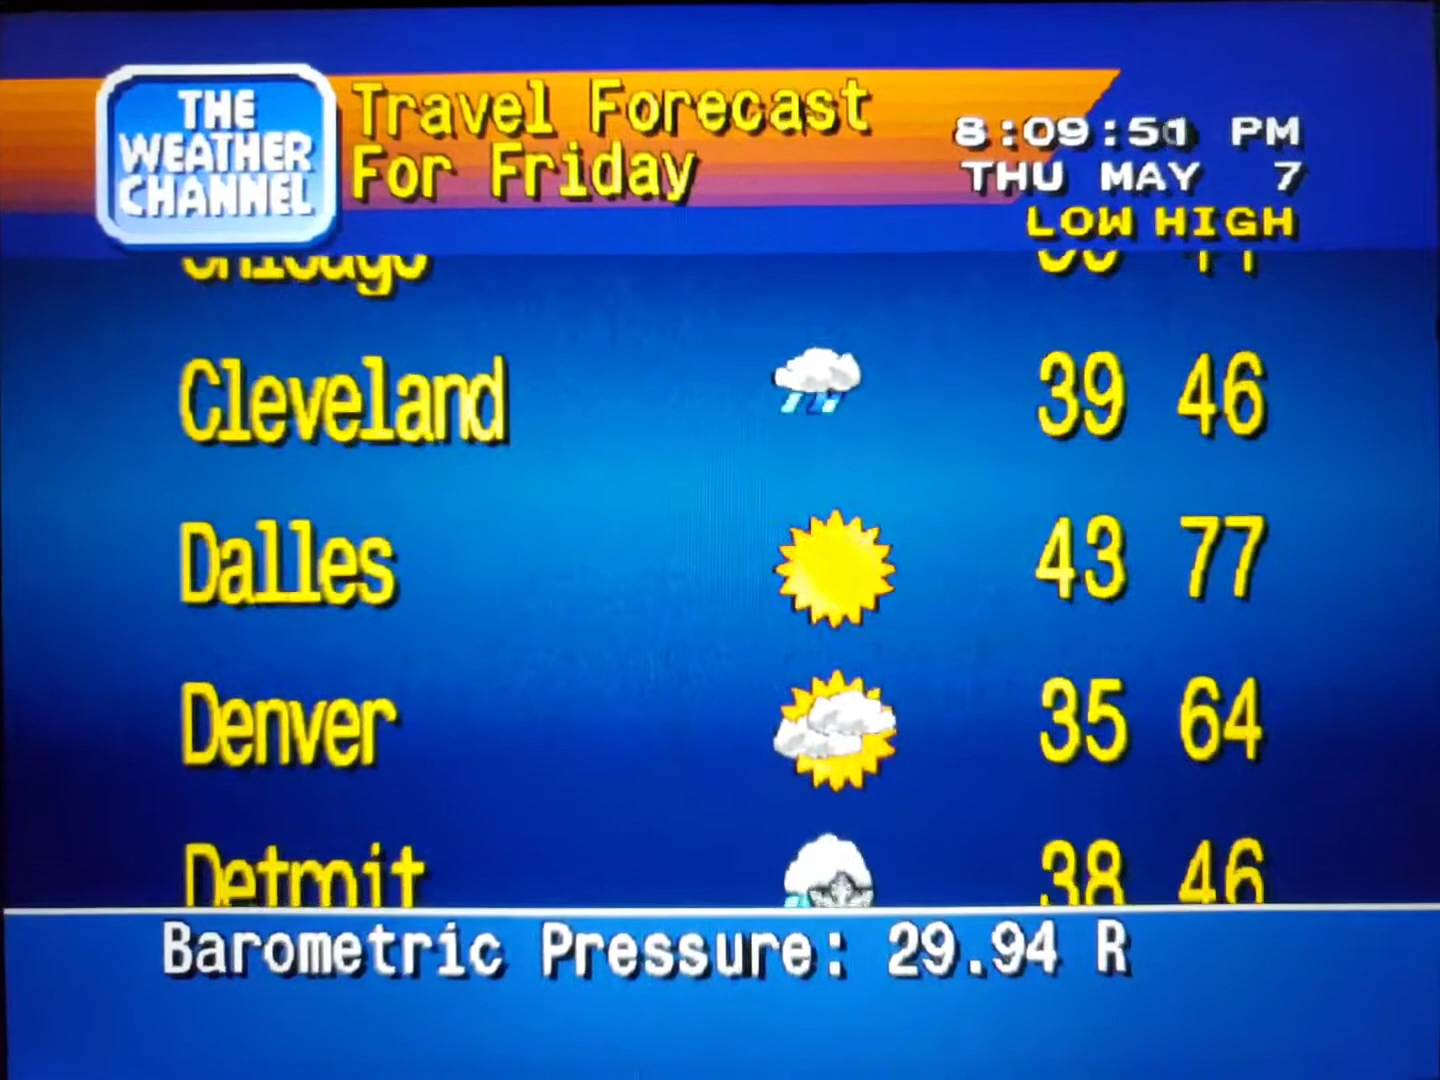 THE
WEATHER
CHANNEL
Travel Forecast
For Friday
8:09:51 PM
THU MAY 7
LOW HIGH
Chicago
Cleveland 39 46
Dalles 43 77
Denver 35 64
Detroit 38 46
Barometric Pressure: 29.94 R